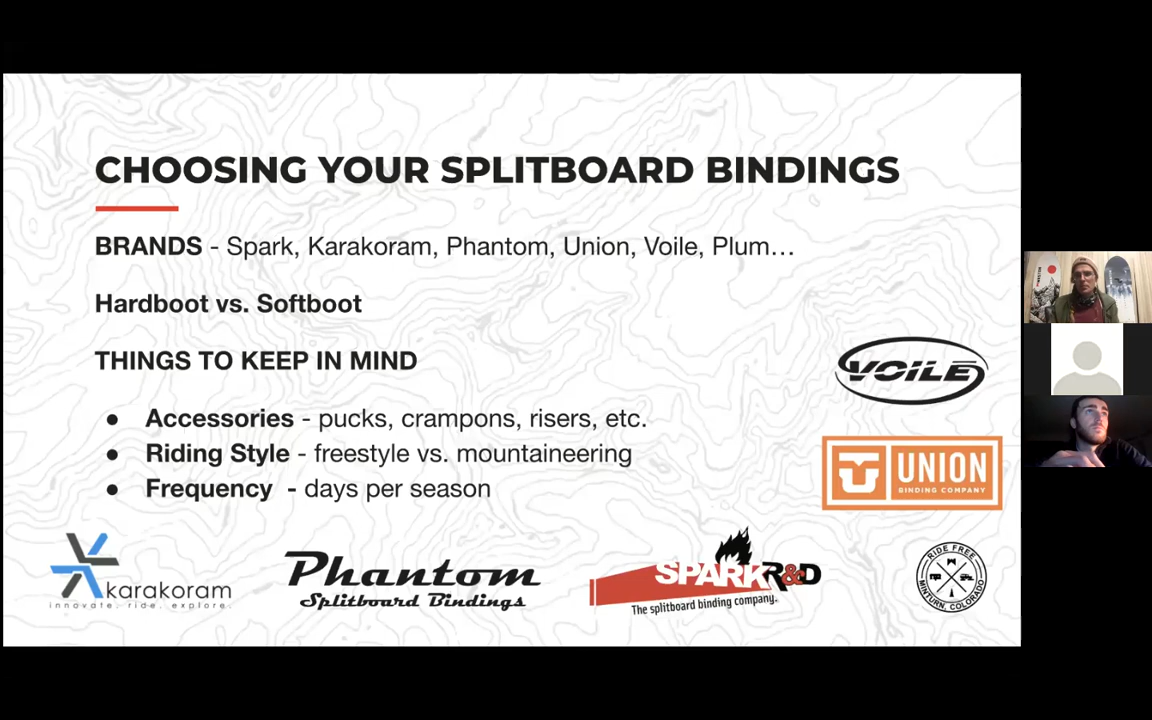 CHOOSING YOUR SPLITBOARD BINDINGS
BRANDS - Spark, Karakoram, Phantom, Union, Voile, Plum…
Hardboot vs. Softboot
THINGS TO KEEP IN MIND
● Accessories - pucks, crampons, risers, etc.
● Riding Style - freestyle vs. mountaineering
● Frequency - days per season
VOILÉ
UNION
BINDING COMPANY
karakoram
innovate. ride. explore.
Phantom
Splitboard Bindings
SPARK R&D
The splitboard binding company.
RIDE FREE
MINTURN, COLORADO